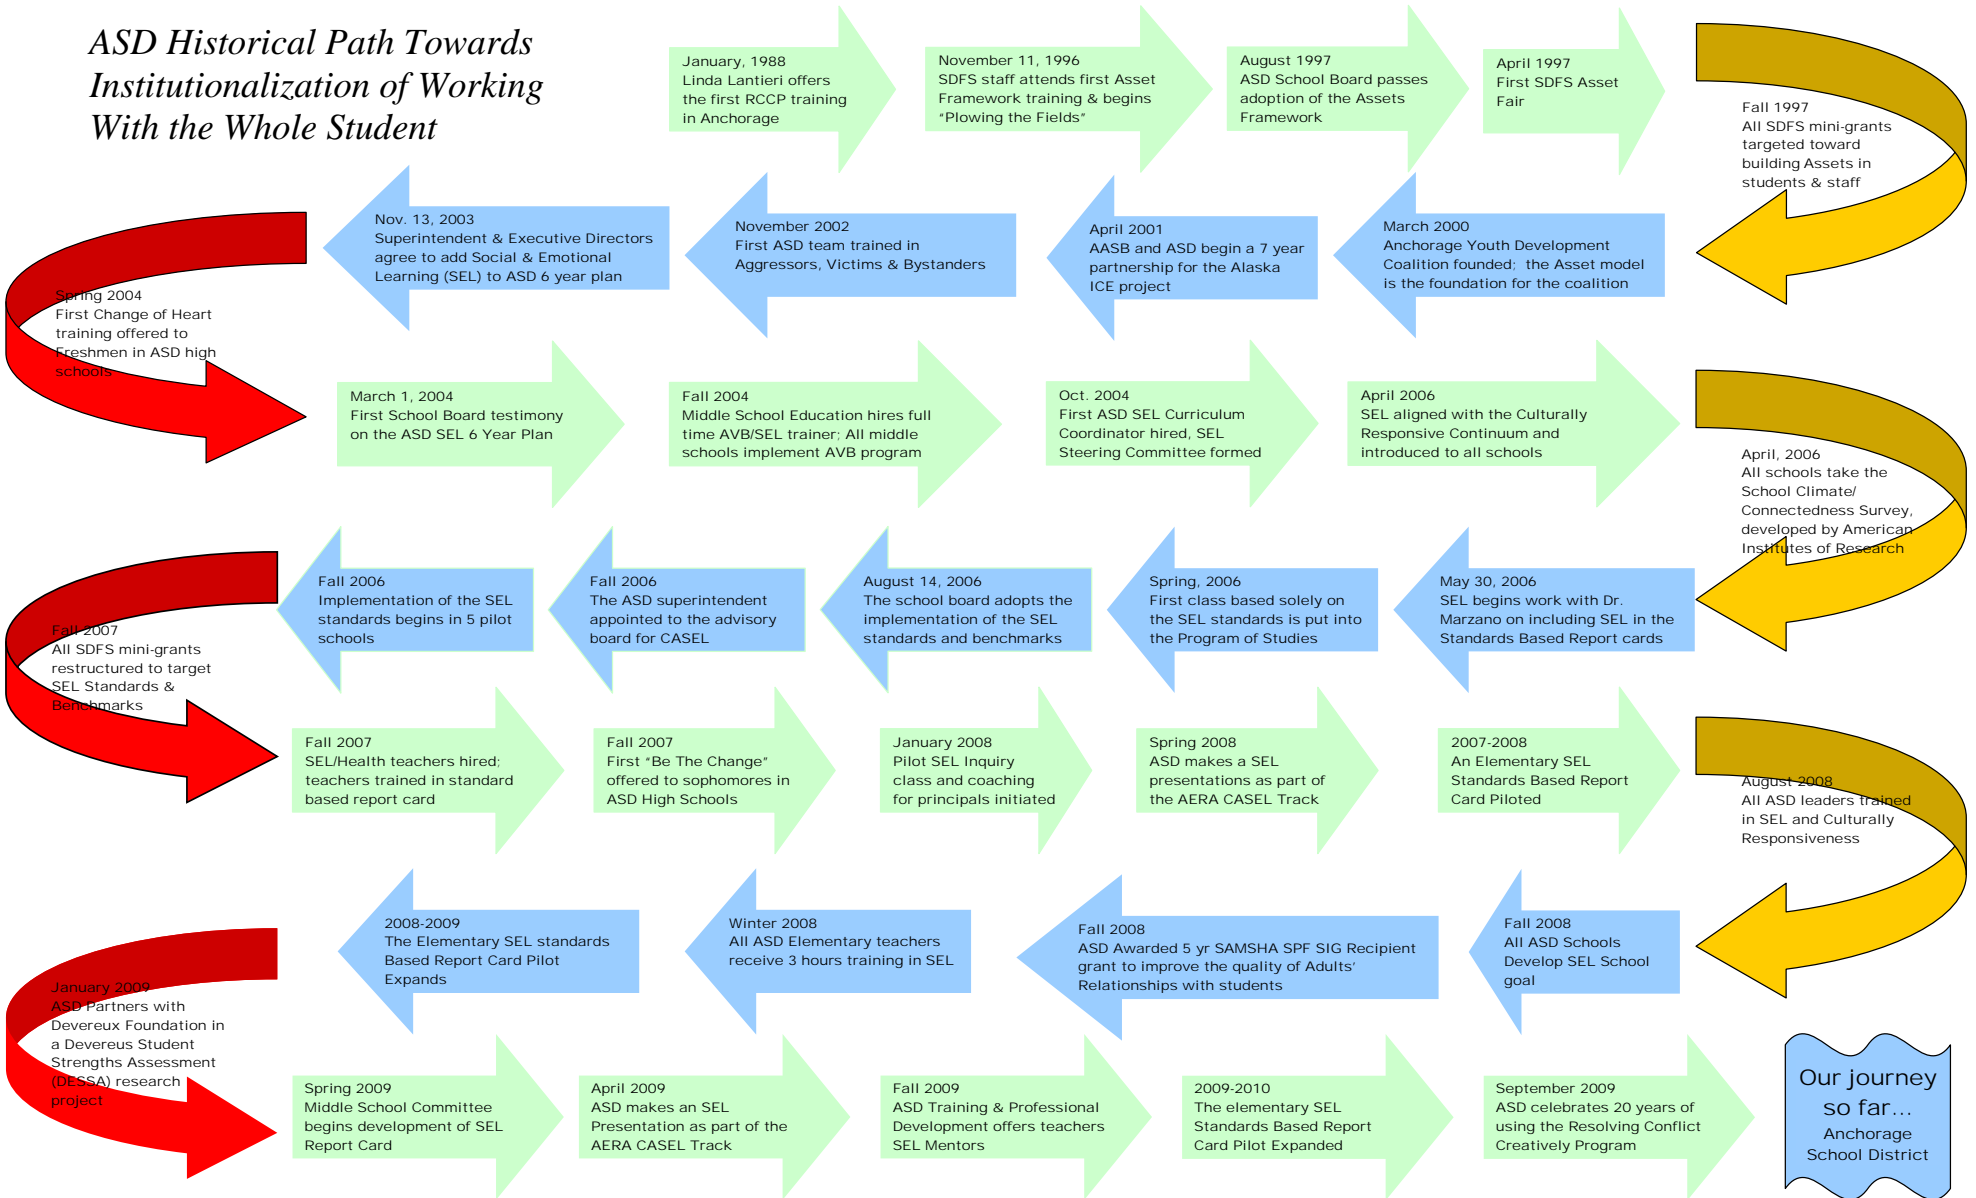 ASD Historical Path Towards
Institutionalization of Working
With the Whole Student
January, 1988
Linda Lantieri offers
the first RCCP training
in Anchorage
November 11, 1996
SDFS staff attends first Asset
Framework training & begins
“Plowing the Fields”
August 1997
ASD School Board passes
adoption of the Assets
Framework
April 1997
First SDFS Asset
Fair
Fall 1997
All SDFS mini-grants
targeted toward
building Assets in
students & staff
March 2000
Anchorage Youth Development
Coalition founded;  the Asset model
is the foundation for the coalition
April 2001
AASB and ASD begin a 7 year
partnership for the Alaska
ICE project
November 2002
First ASD team trained in
Aggressors, Victims & Bystanders
Nov. 13, 2003
Superintendent & Executive Directors
agree to add Social & Emotional
Learning (SEL) to ASD 6 year plan
Spring 2004
First Change of Heart
training offered to
Freshmen in ASD high
schools
March 1, 2004
First School Board testimony
on the ASD SEL 6 Year Plan
Fall 2004
Middle School Education hires full
time AVB/SEL trainer; All middle
schools implement AVB program
Oct. 2004
First ASD SEL Curriculum
Coordinator hired, SEL
Steering Committee formed
April 2006
SEL aligned with the Culturally
Responsive Continuum and
introduced to all schools
April, 2006
All schools take the
School Climate/
Connectedness Survey,
developed by American
Institutes of Research
May 30, 2006
SEL begins work with Dr.
Marzano on including SEL in the
Standards Based Report cards
Spring, 2006
First class based solely on
the SEL standards is put into
the Program of Studies
August 14, 2006
The school board adopts the
implementation of the SEL
standards and benchmarks
Fall 2006
The ASD superintendent
appointed to the advisory
board for CASEL
Fall 2006
Implementation of the SEL
standards begins in 5 pilot
schools
Fall 2007
All SDFS mini-grants
restructured to target
SEL Standards &
Benchmarks
Fall 2007
SEL/Health teachers hired;
teachers trained in standard
based report card
Fall 2007
First “Be The Change”
offered to sophomores in
ASD High Schools
January 2008
Pilot SEL Inquiry
class and coaching
for principals initiated
Spring 2008
ASD makes a SEL
presentations as part of
the AERA CASEL Track
2007-2008
An Elementary SEL
Standards Based Report
Card Piloted
August 2008
All ASD leaders trained
in SEL and Culturally
Responsiveness
Fall 2008
All ASD Schools
Develop SEL School
goal
Fall 2008
ASD Awarded 5 yr SAMSHA SPF SIG Recipient
grant to improve the quality of Adults’
Relationships with students
Winter 2008
All ASD Elementary teachers
receive 3 hours training in SEL
2008-2009
The Elementary SEL standards
Based Report Card Pilot
Expands
January 2009
ASD Partners with
Devereux Foundation in
a Devereus Student
Strengths Assessment
(DESSA) research
project
Spring 2009
Middle School Committee
begins development of SEL
Report Card
April 2009
ASD makes an SEL
Presentation as part of the
AERA CASEL Track
Fall 2009
ASD Training & Professional
Development offers teachers
SEL Mentors
2009-2010
The elementary SEL
Standards Based Report
Card Pilot Expanded
September 2009
ASD celebrates 20 years of
using the Resolving Conflict
Creatively Program
Our journey
so far…
Anchorage
School District